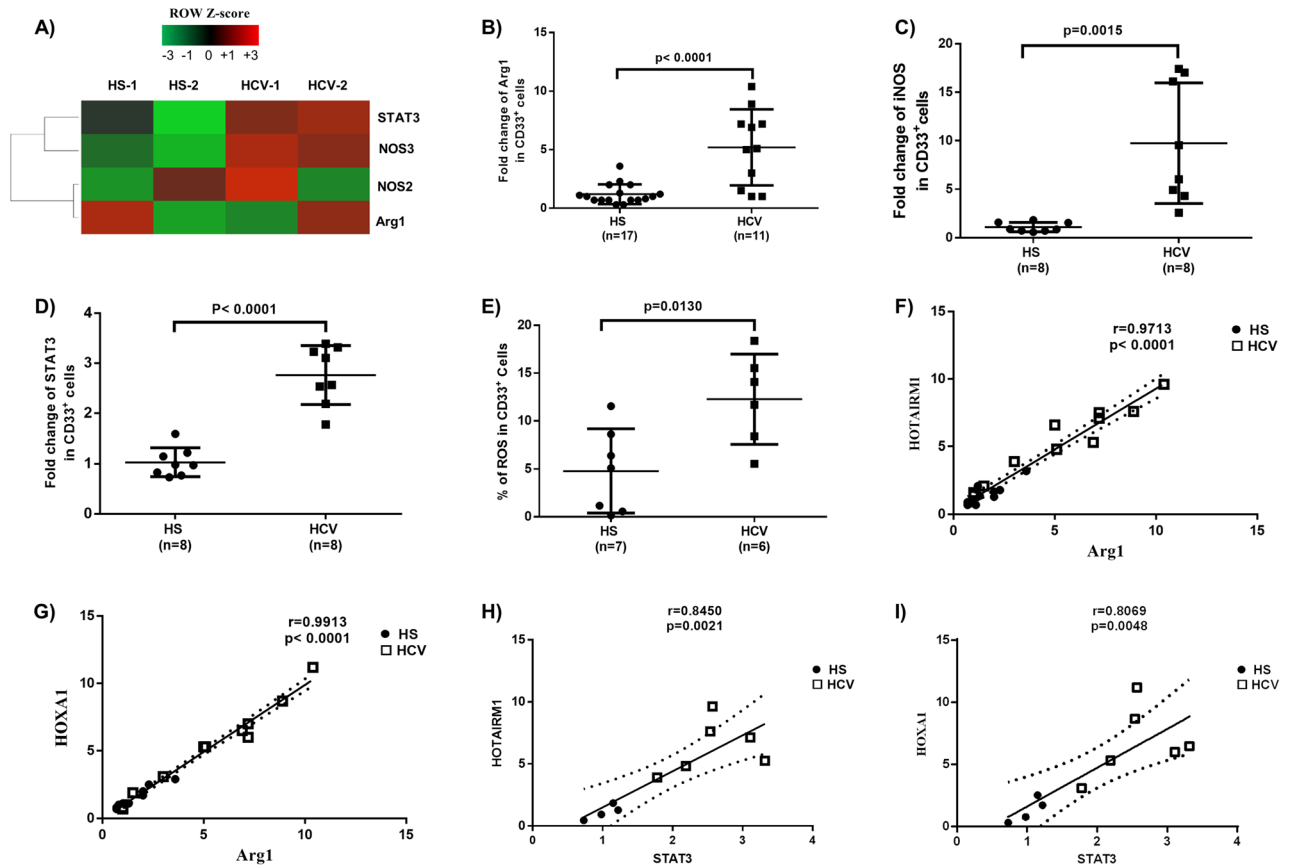 A)
ROW Z-score
-3 -1 0 +1 +3
HS-1 HS-2 HCV-1 HCV-2
STAT3
NOS3
NOS2
Arg1
B)
Fold change of Arg1
in CD33+ cells
15
10
5
0
p< 0.0001
HS
(n=17)
HCV
(n=11)
C)
Fold change of iNOS
in CD33+cells
20
15
10
5
0
p=0.0015
HS
(n=8)
HCV
(n=8)
D)
Fold change of STAT3
in CD33+ cells
4
3
2
1
0
P< 0.0001
HS
(n=8)
HCV
(n=8)
E)
% of ROS in CD33+ Cells
20
15
10
5
0
p=0.0130
HS
(n=7)
HCV
(n=6)
F)
r=0.9713
p< 0.0001
HS
HCV
HOTAIRM1
15
10
5
0
0 5 10 15
Arg1
G)
r=0.9913
p< 0.0001
HS
HCV
HOXA1
15
10
5
0
0 5 10 15
Arg1
H)
r=0.8450
p=0.0021
HS
HCV
HOTAIRM1
15
10
5
0
0 1 2 3 4
STAT3
I)
r=0.8069
p=0.0048
HS
HCV
HOXA1
15
10
5
0
0 1 2 3 4
STAT3